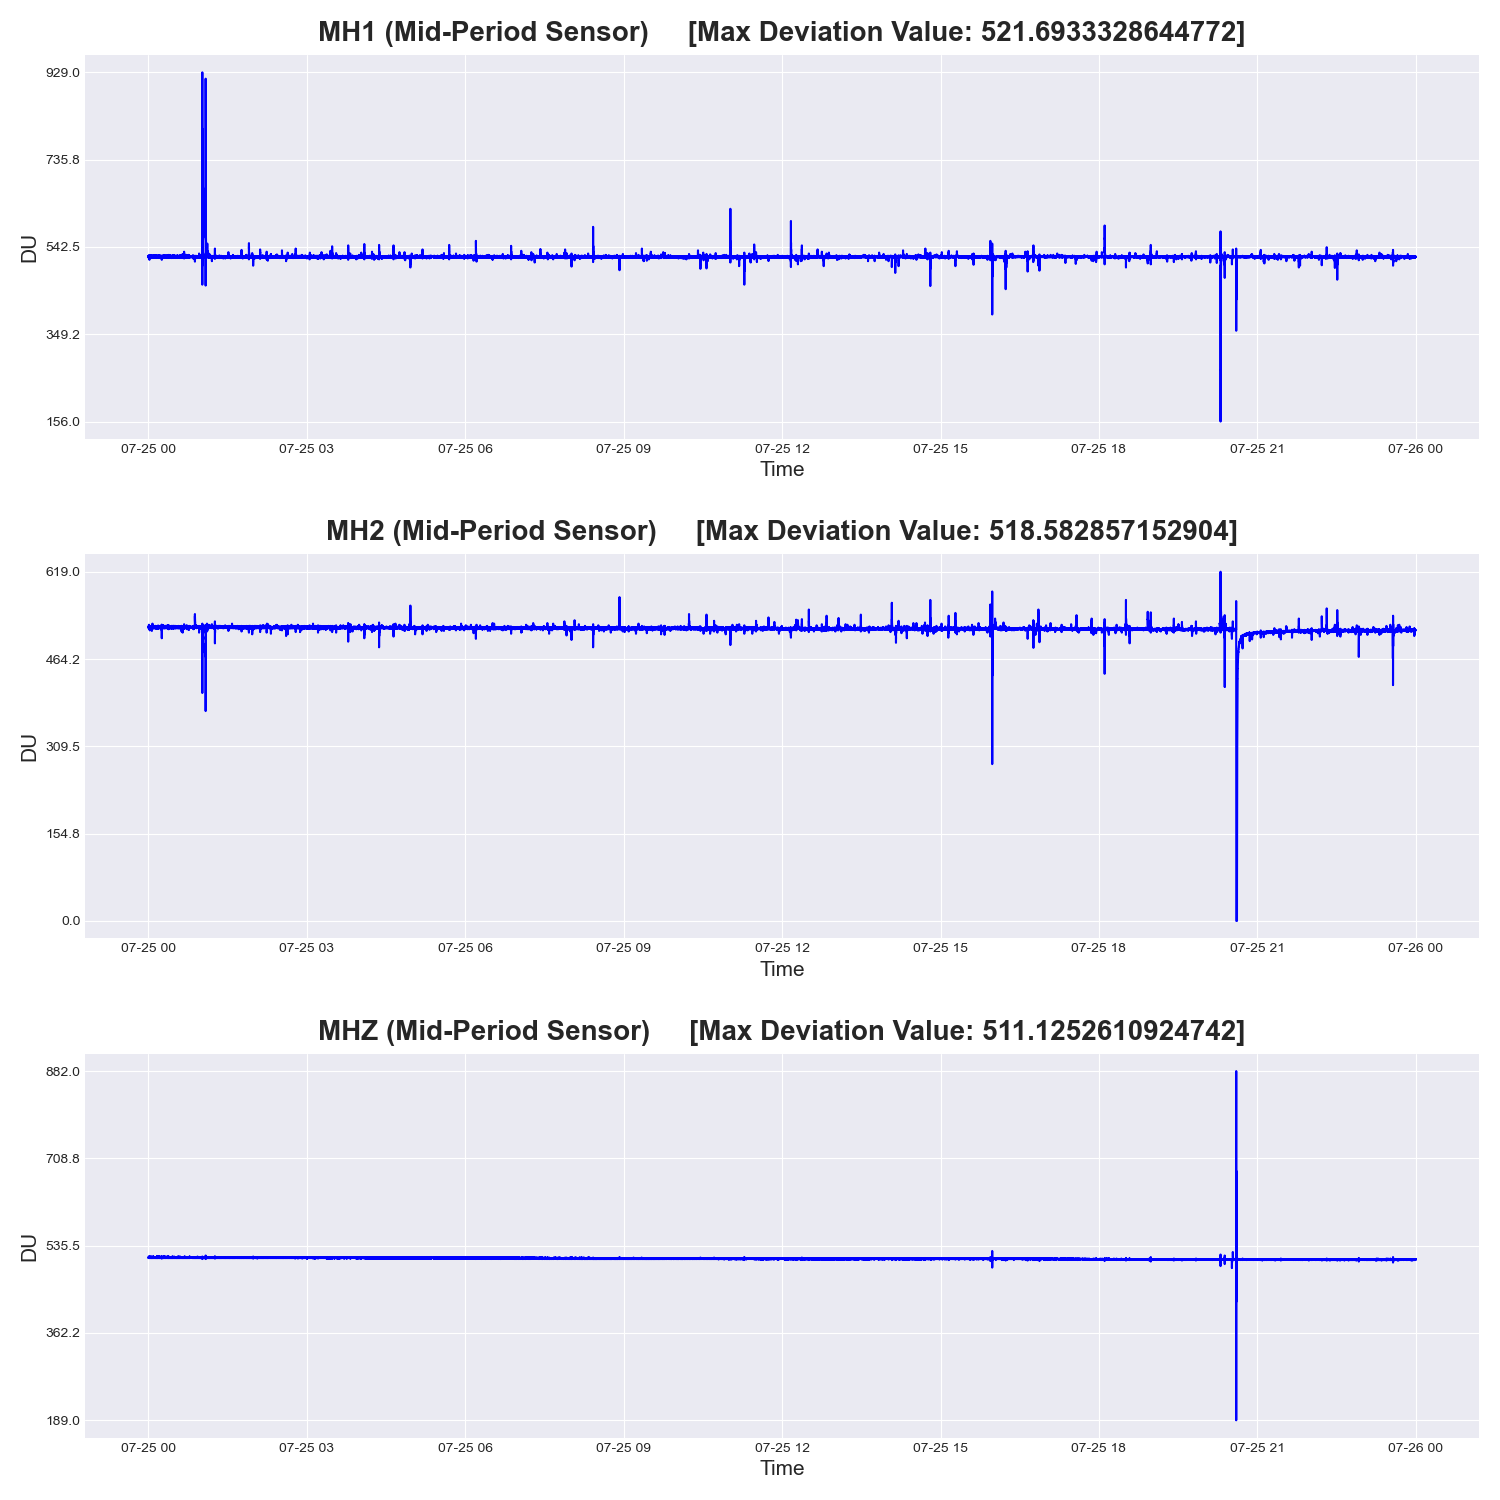 MH1 (Mid-Period Sensor) [Max Deviation Value: 521.6933328644772]
929.0
735.8
542.5
349.2
156.0
DU
07-25 00 07-25 03 07-25 06 07-25 09 07-25 12 07-25 15 07-25 18 07-25 21 07-26 00
Time
MH2 (Mid-Period Sensor) [Max Deviation Value: 518.582857152904]
619.0
464.2
309.5
154.8
0.0
DU
07-25 00 07-25 03 07-25 06 07-25 09 07-25 12 07-25 15 07-25 18 07-25 21 07-26 00
Time
MHZ (Mid-Period Sensor) [Max Deviation Value: 511.1252610924742]
882.0
708.8
535.5
362.2
189.0
DU
07-25 00 07-25 03 07-25 06 07-25 09 07-25 12 07-25 15 07-25 18 07-25 21 07-26 00
Time